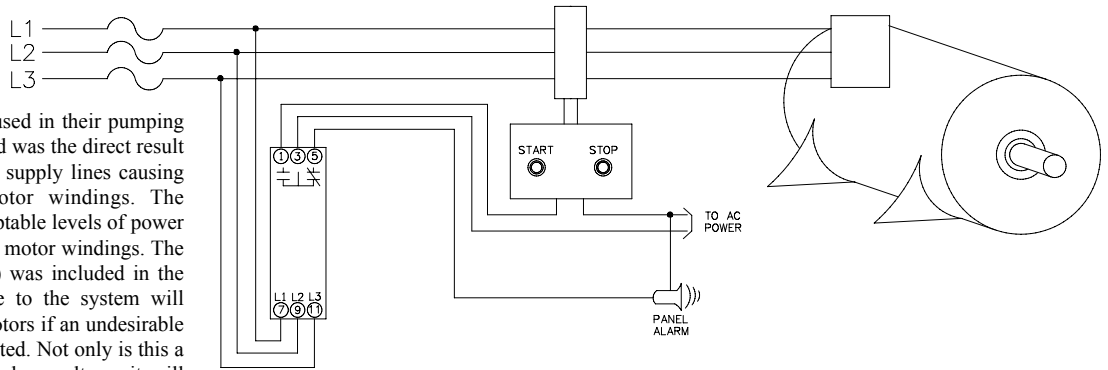 L1
L2
L3
used in their pumping
d was the direct result
supply lines causing
otor windings. The
ptable levels of power
motor windings. The
) was included in the
e to the system will
otors if an undesirable
ted. Not only is this a
1 3 5
START STOP
TO AC
POWER
L1 L2 L3
7 9 11
PANEL
ALARM